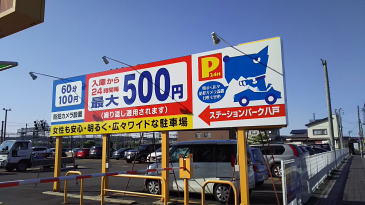 60分
100円
防犯カメラ設置
入庫から
24時間毎
最大500円
(繰り返し適用されます)
女性も安心・明るく・広々ワイドな駐車場
P
24H
ステーションパーク八戸